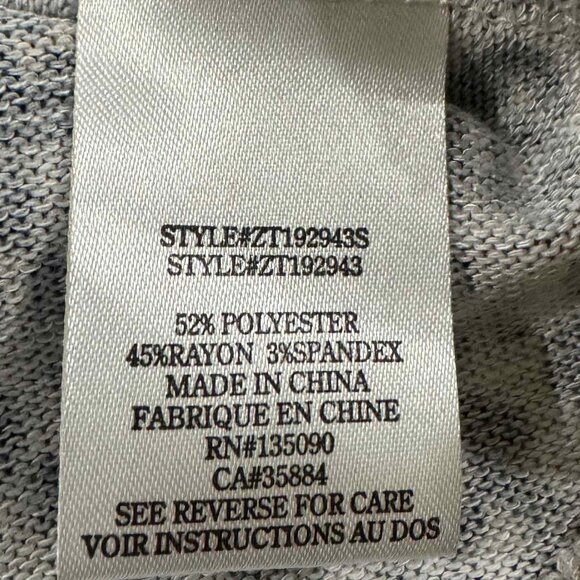 STYLE#ZT192943S
STYLE#ZT192943
52% POLYESTER
45%RAYON 3%SPANDEX
MADE IN CHINA
FABRIQUE EN CHINE
RN#135090
CA#35884
SEE REVERSE FOR CARE
VOIR INSTRUCTIONS AU DOS